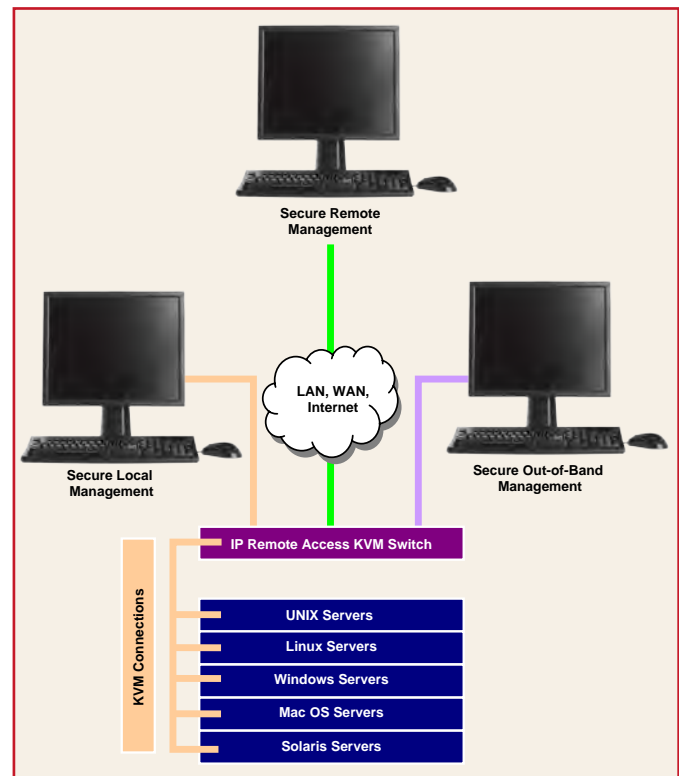 Secure Remote
Management
LAN, WAN,
Internet
Secure Local
Management
Secure Out-of-Band
Management
IP Remote Access KVM Switch
KVM Connections
UNIX Servers
Linux Servers
Windows Servers
Mac OS Servers
Solaris Servers